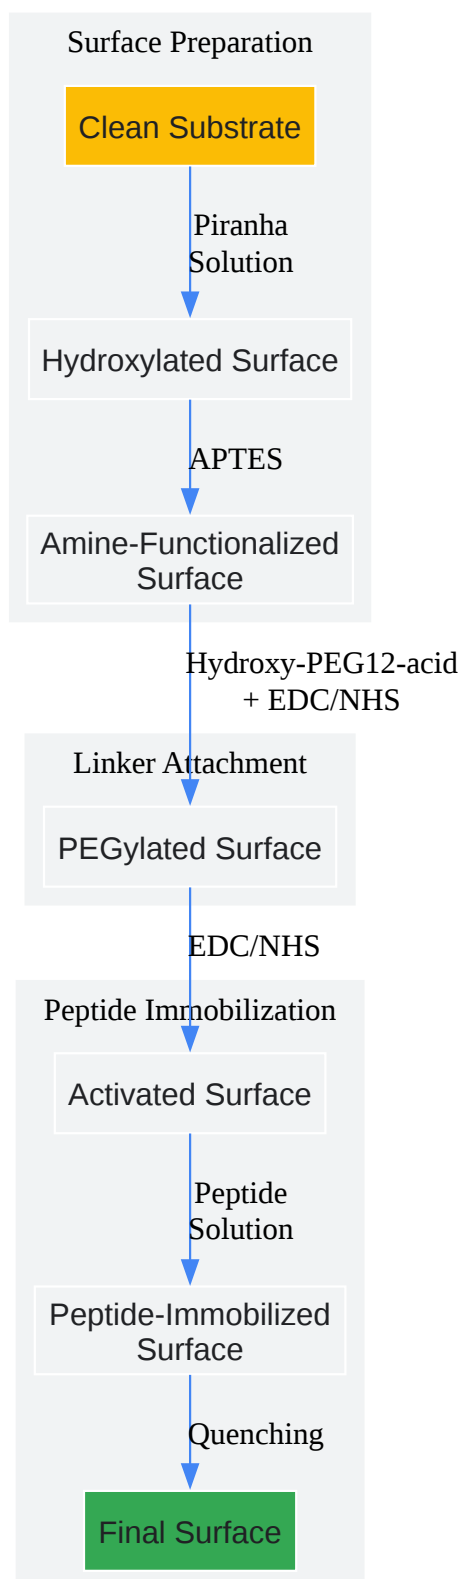 Surface Preparation
Clean Substrate
Piranha
Solution
Hydroxylated Surface
APTES
Amine-Functionalized
Surface
Hydroxy-PEG12-acid
+ EDC/NHS
Linker Attachment
PEGylated Surface
EDC/NHS
Peptide Immobilization
Activated Surface
Peptide
Solution
Peptide-Immobilized
Surface
Quenching
Final Surface